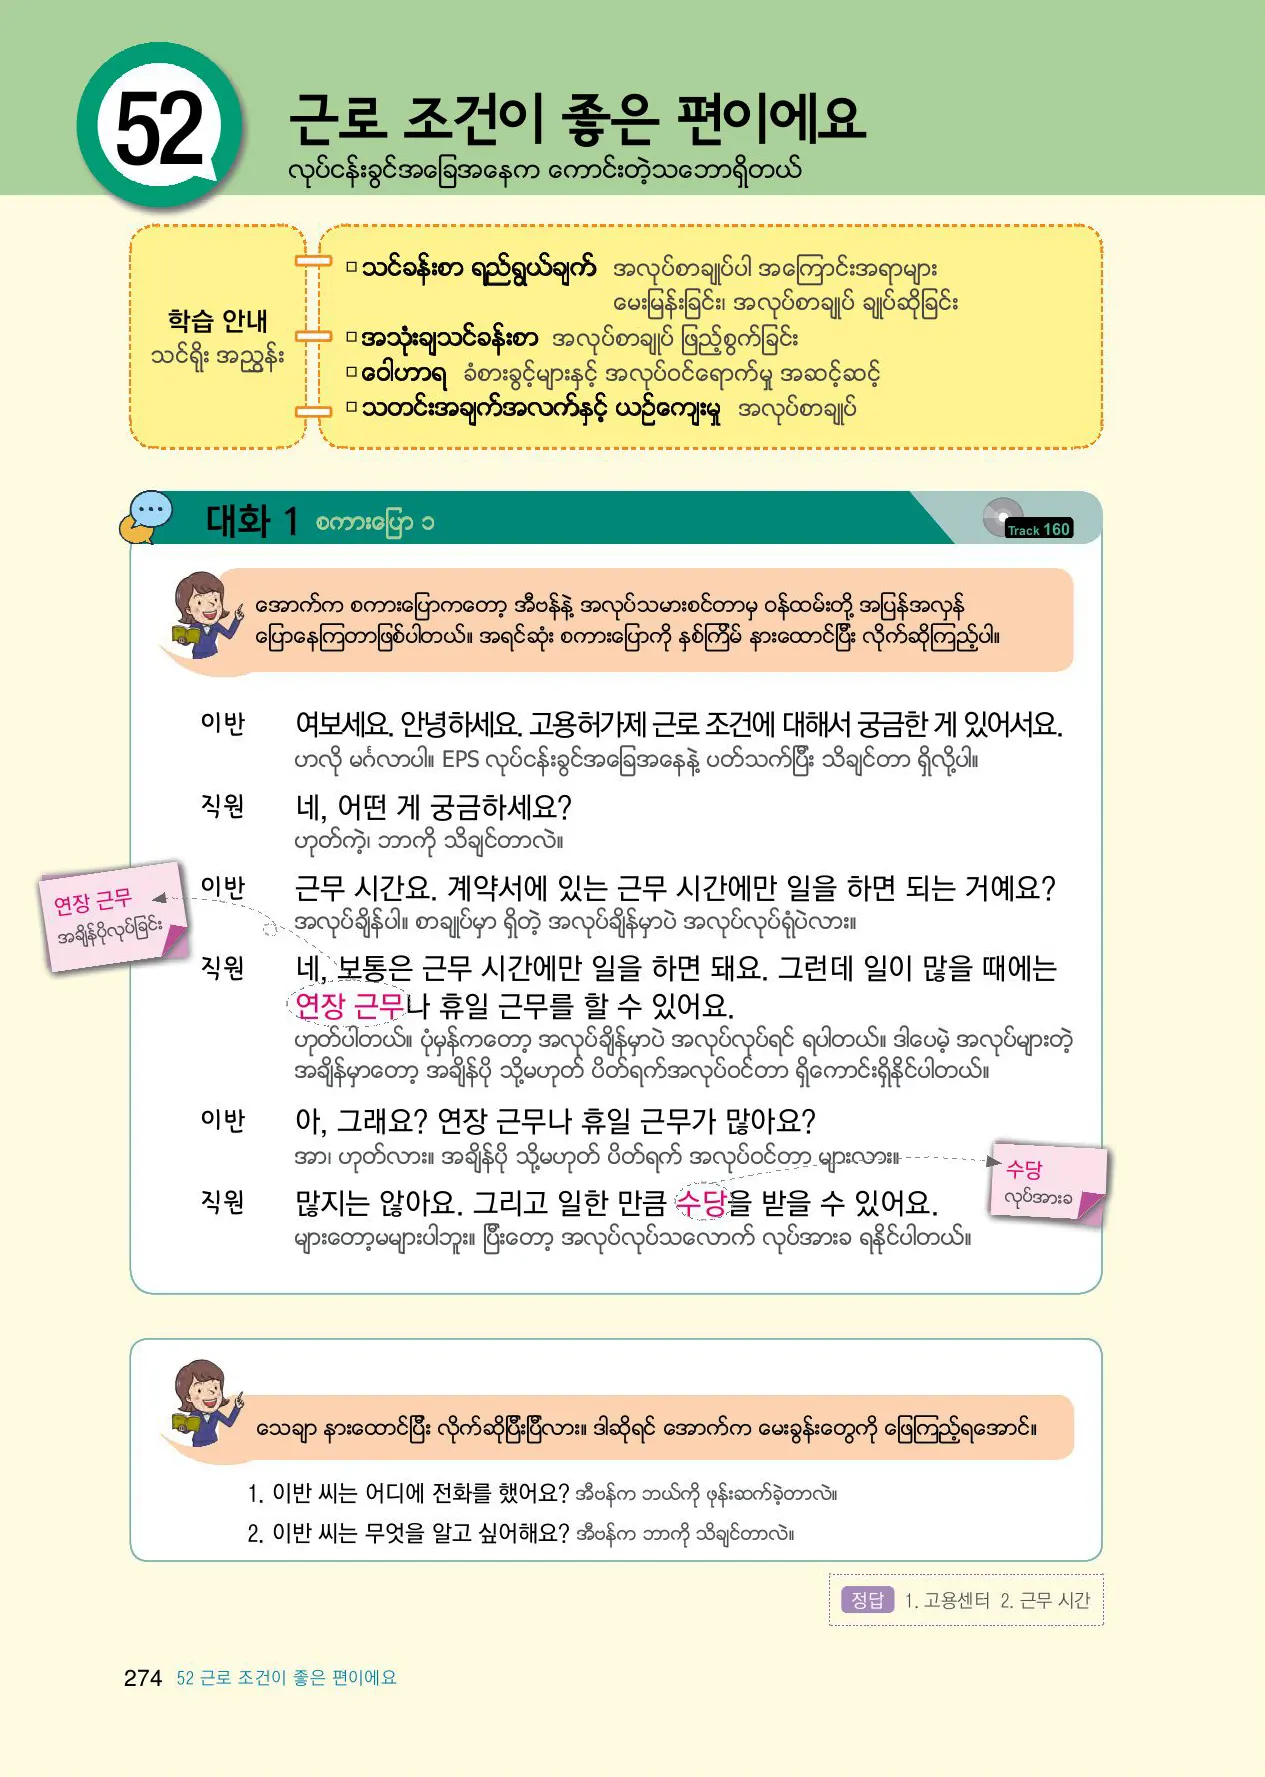 52
근로 조건이 좋은 편이에요
လုပ်ငန်းခွင်အခြေအနေက ကောင်းတဲ့သဘောရှိတယ်
학습 안내
သင်ရိုး အညွှန်း
□ သင်ခန်းစာ ရည်ရွယ်ချက် အလုပ်စာချုပ်ပါ အကြောင်းအရာများ
မေးမြန်းခြင်း၊ အလုပ်စာချုပ် ချုပ်ဆိုခြင်း
□ အသုံးချသင်ခန်းစာ အလုပ်စာချုပ် ဖြည့်စွက်ခြင်း
□ ဝေါဟာရ ခံစားခွင့်များနှင့် အလုပ်ဝင်ရောက်မှု အဆင့်ဆင့်
□ သတင်းအချက်အလက်နှင့် ယဉ်ကျေးမှု အလုပ်စာချုပ်
대화 1 စကားပြော ၁
Track 160
အောက်က စကားပြောကတော့ အီဗန်နဲ့ အလုပ်သမားစင်တာမှ ဝန်ထမ်းတို့ အပြန်အလှန်
ပြောနေကြတာဖြစ်ပါတယ်။ အရင်ဆုံး စကားပြောကို နှစ်ကြိမ် နားထောင်ပြီး လိုက်ဆိုကြည့်ပါ။
이반 여보세요. 안녕하세요. 고용허가제 근로 조건에 대해서 궁금한 게 있어서요.
ဟလို မင်္ဂလာပါ။ EPS လုပ်ငန်းခွင်အခြေအနေနဲ့ ပတ်သက်ပြီး သိချင်တာ ရှိလို့ပါ။
직원 네, 어떤 게 궁금하세요?
ဟုတ်ကဲ့၊ ဘာကို သိချင်တာလဲ။
이반 근무 시간요. 계약서에 있는 근무 시간에만 일을 하면 되는 거예요?
အလုပ်ချိန်ပါ။ စာချုပ်မှာ ရှိတဲ့ အလုပ်ချိန်မှာပဲ အလုပ်လုပ်ရုံပဲလား။
연장 근무
အချိန်ပိုလုပ်ခြင်း
직원 네, 보통은 근무 시간에만 일을 하면 돼요. 그런데 일이 많을 때에는
연장 근무나 휴일 근무를 할 수 있어요.
ဟုတ်ပါတယ်။ ပုံမှန်ကတော့ အလုပ်ချိန်မှာပဲ အလုပ်လုပ်ရင် ရပါတယ်။ ဒါပေမဲ့ အလုပ်များတဲ့
အချိန်မှာတော့ အချိန်ပို သို့မဟုတ် ပိတ်ရက်အလုပ်ဝင်တာ ရှိကောင်းရှိနိုင်ပါတယ်။
이반 아, 그래요? 연장 근무나 휴일 근무가 많아요?
အာ၊ ဟုတ်လား။ အချိန်ပို သို့မဟုတ် ပိတ်ရက် အလုပ်ဝင်တာ များလား။
수당
လုပ်အားခ
직원 많지는 않아요. 그리고 일한 만큼 수당을 받을 수 있어요.
များတော့မများပါဘူး။ ပြီးတော့ အလုပ်လုပ်သလောက် လုပ်အားခ ရနိုင်ပါတယ်။
သေချာ နားထောင်ပြီး လိုက်ဆိုပြီးပြီလား။ ဒါဆိုရင် အောက်က မေးခွန်းတွေကို ဖြေကြည့်ရအောင်။
1. 이반 씨는 어디에 전화를 했어요? အီဗန်က ဘယ်ကို ဖုန်းဆက်ခဲ့တာလဲ။
2. 이반 씨는 무엇을 알고 싶어해요? အီဗန်က ဘာကို သိချင်တာလဲ။
정답 1. 고용센터 2. 근무 시간
274 52 근로 조건이 좋은 편이에요